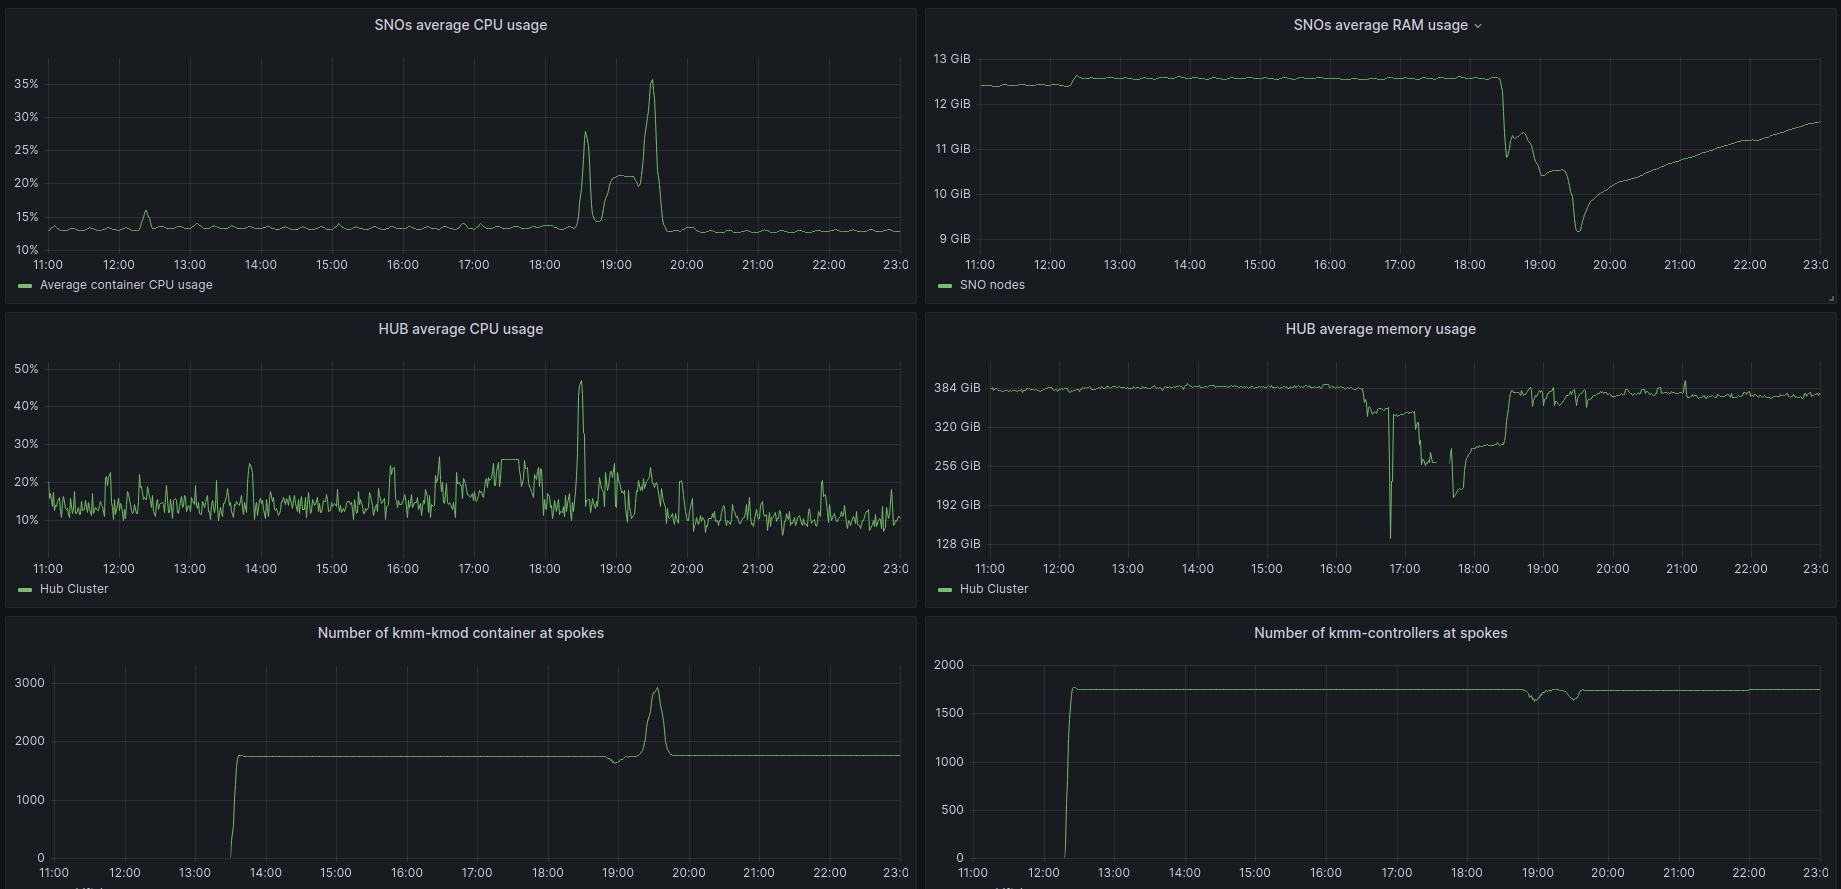 SNOs average CPU usage
35%
30%
25%
20%
15%
10%
11:00 12:00 13:00 14:00 15:00 16:00 17:00 18:00 19:00 20:00 21:00 22:00 23:0
Average container CPU usage
SNOs average RAM usage
13 GiB
12 GiB
11 GiB
10 GiB
9 GiB
11:00 12:00 13:00 14:00 15:00 16:00 17:00 18:00 19:00 20:00 21:00 22:00 23:0
SNO nodes
HUB average CPU usage
50%
40%
30%
20%
10%
11:00 12:00 13:00 14:00 15:00 16:00 17:00 18:00 19:00 20:00 21:00 22:00 23:0
Hub Cluster
HUB average memory usage
384 GiB
320 GiB
256 GiB
192 GiB
128 GiB
11:00 12:00 13:00 14:00 15:00 16:00 17:00 18:00 19:00 20:00 21:00 22:00 23:0
Hub Cluster
Number of kmm-kmod container at spokes
3000
2000
1000
0
11:00 12:00 13:00 14:00 15:00 16:00 17:00 18:00 19:00 20:00 21:00 22:00 23:0
Number of kmm-controllers at spokes
2000
1500
1000
500
0
11:00 12:00 13:00 14:00 15:00 16:00 17:00 18:00 19:00 20:00 21:00 22:00 23:0